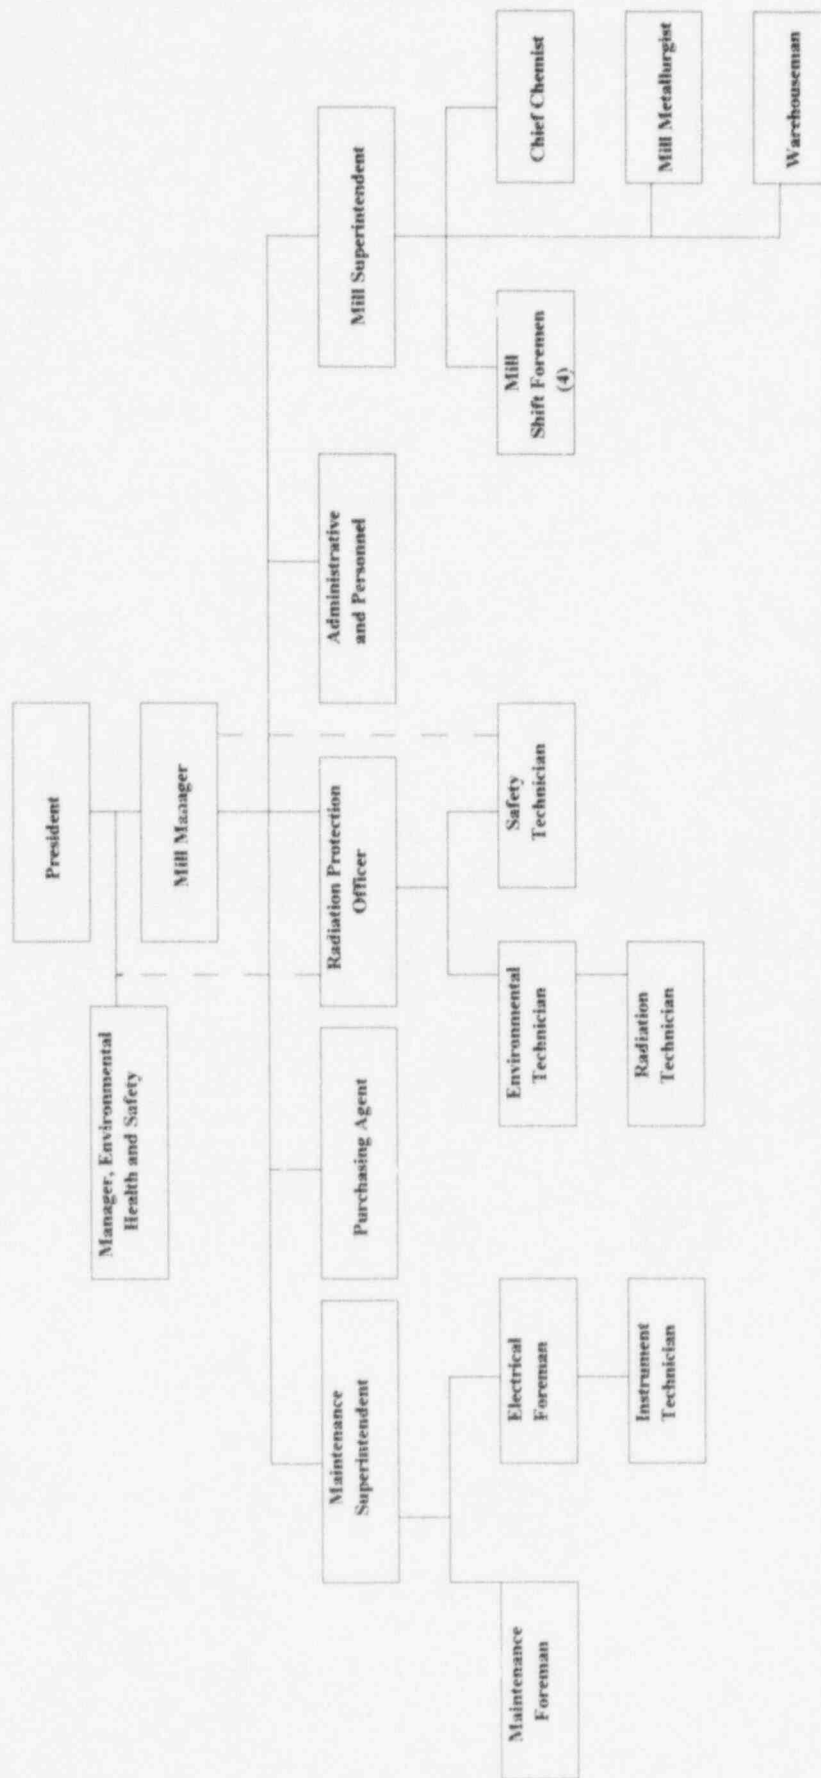 President
Manager, Environmental
Health and Safety
Mill Manager
Maintenance
Superintendent
Purchasing Agent
Radiation Protection
Officer
Administrative
and Personnel
Mill Superintendent
Maintenance
Foreman
Electrical
Foreman
Environmental
Technician
Safety
Technician
Mill
Shift Foremen
(4)
Chief Chemist
Instrument
Technician
Radiation
Technician
Mill Metallurgist
Warehouseman